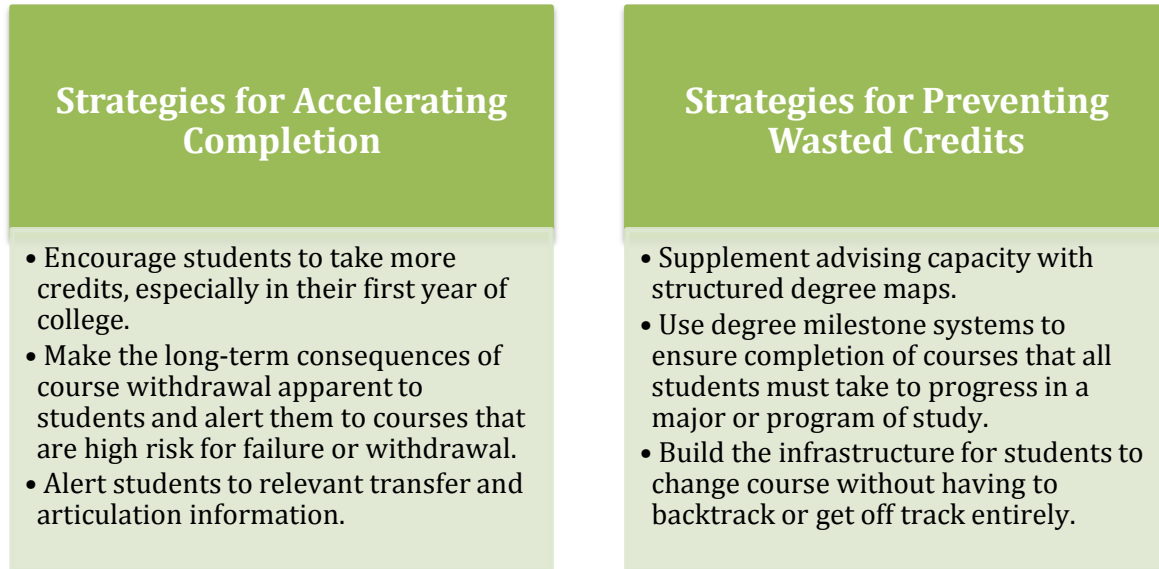 Strategies for Accelerating
Completion
• Encourage students to take more
credits, especially in their first year of
college.
• Make the long-term consequences of
course withdrawal apparent to
students and alert them to courses that
are high risk for failure or withdrawal.
• Alert students to relevant transfer and
articulation information.
Strategies for Preventing
Wasted Credits
• Supplement advising capacity with
structured degree maps.
• Use degree milestone systems to
ensure completion of courses that all
students must take to progress in a
major or program of study.
• Build the infrastructure for students to
change course without having to
backtrack or get off track entirely.